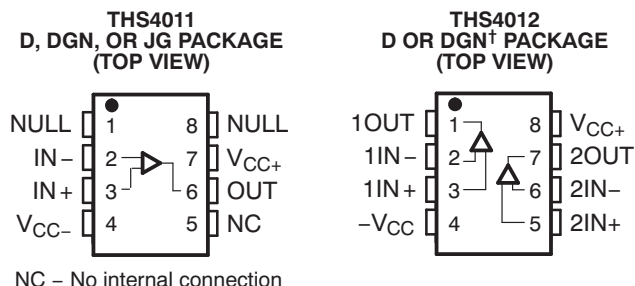 THS4011
D, DGN, OR JG PACKAGE
(TOP VIEW)
NULL 1 8 NULL
IN− 2 7 VCC+
IN+ 3 6 OUT
VCC− 4 5 NC
NC − No internal connection
THS4012
D OR DGN† PACKAGE
(TOP VIEW)
1OUT 1 8 VCC+
1IN− 2 7 2OUT
1IN+ 3 6 2IN−
−VCC 4 5 2IN+